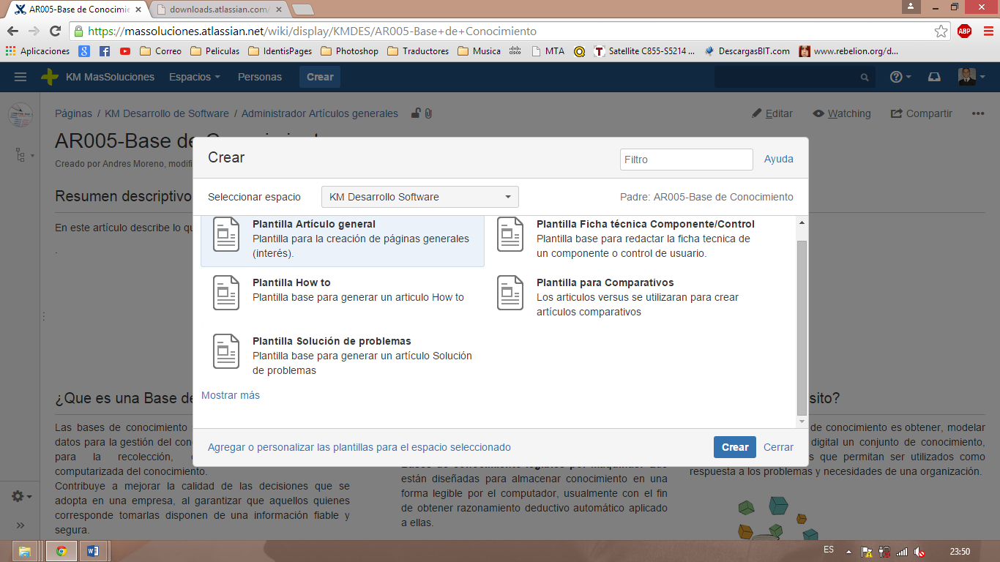 AR005-Base de Conocimie
downloads.atlassian.com/
https://massoluciones.atlassian.net/wiki/display/KMDES/AR005-Base+de+Conocimiento
ABP
Aplicaciones
Correo
Peliculas
IdentisPages
Photoshop
Traductores
Musica
MTA
Satellite C855-S5214 ...
DescargasBIT.com
www.rebelion.org/d...
KM MasSoluciones
Espacios
Personas
Crear
Páginas / KM Desarrollo de Software / Administrador Artículos generales
Editar
Watching
Compartir
AR005-Base de Conocimiento
Creado por Andres Moreno, modifi
Resumen descriptivo
En este artículo describe lo qu
.
Crear
Filtro
Ayuda
Seleccionar espacio
KM Desarrollo Software
Padre: AR005-Base de Conocimiento
Plantilla Artículo general
Plantilla para la creación de páginas generales
(interés).
Plantilla Ficha técnica Componente/Control
Plantilla base para redactar la ficha tecnica de
un componente o control de usuario.
Plantilla How to
Plantilla base para generar un articulo How to
Plantilla para Comparativos
Los articulos versus se utilizaran para crear
artículos comparativos
Plantilla Solución de problemas
Plantilla base para generar un artículo Solución
de problemas
Mostrar más
Agregar o personalizar las plantillas para el espacio seleccionado
Crear
Cerrar
¿Que es una Base de
Las bases de conocimiento
datos para la gestión del con
para la recolección,
computarizada del conocimiento.
Contribuye a mejorar la calidad de las decisiones que se
adopta en una empresa, al garantizar que aquellos quienes
corresponde tomarlas disponen de una información fiable y
segura.
Bases de conocimiento legibles por maquinas: que
están diseñadas para almacenar conocimiento en una
forma legible por el computador, usualmente con el fin
de obtener razonamiento deductivo automático aplicado
a ellas.
sito?
de conocimiento es obtener, modelar
digital un conjunto de conocimiento,
que permitan ser utilizados como
respuesta a los problemas y necesidades de una organización.
ES
23:50